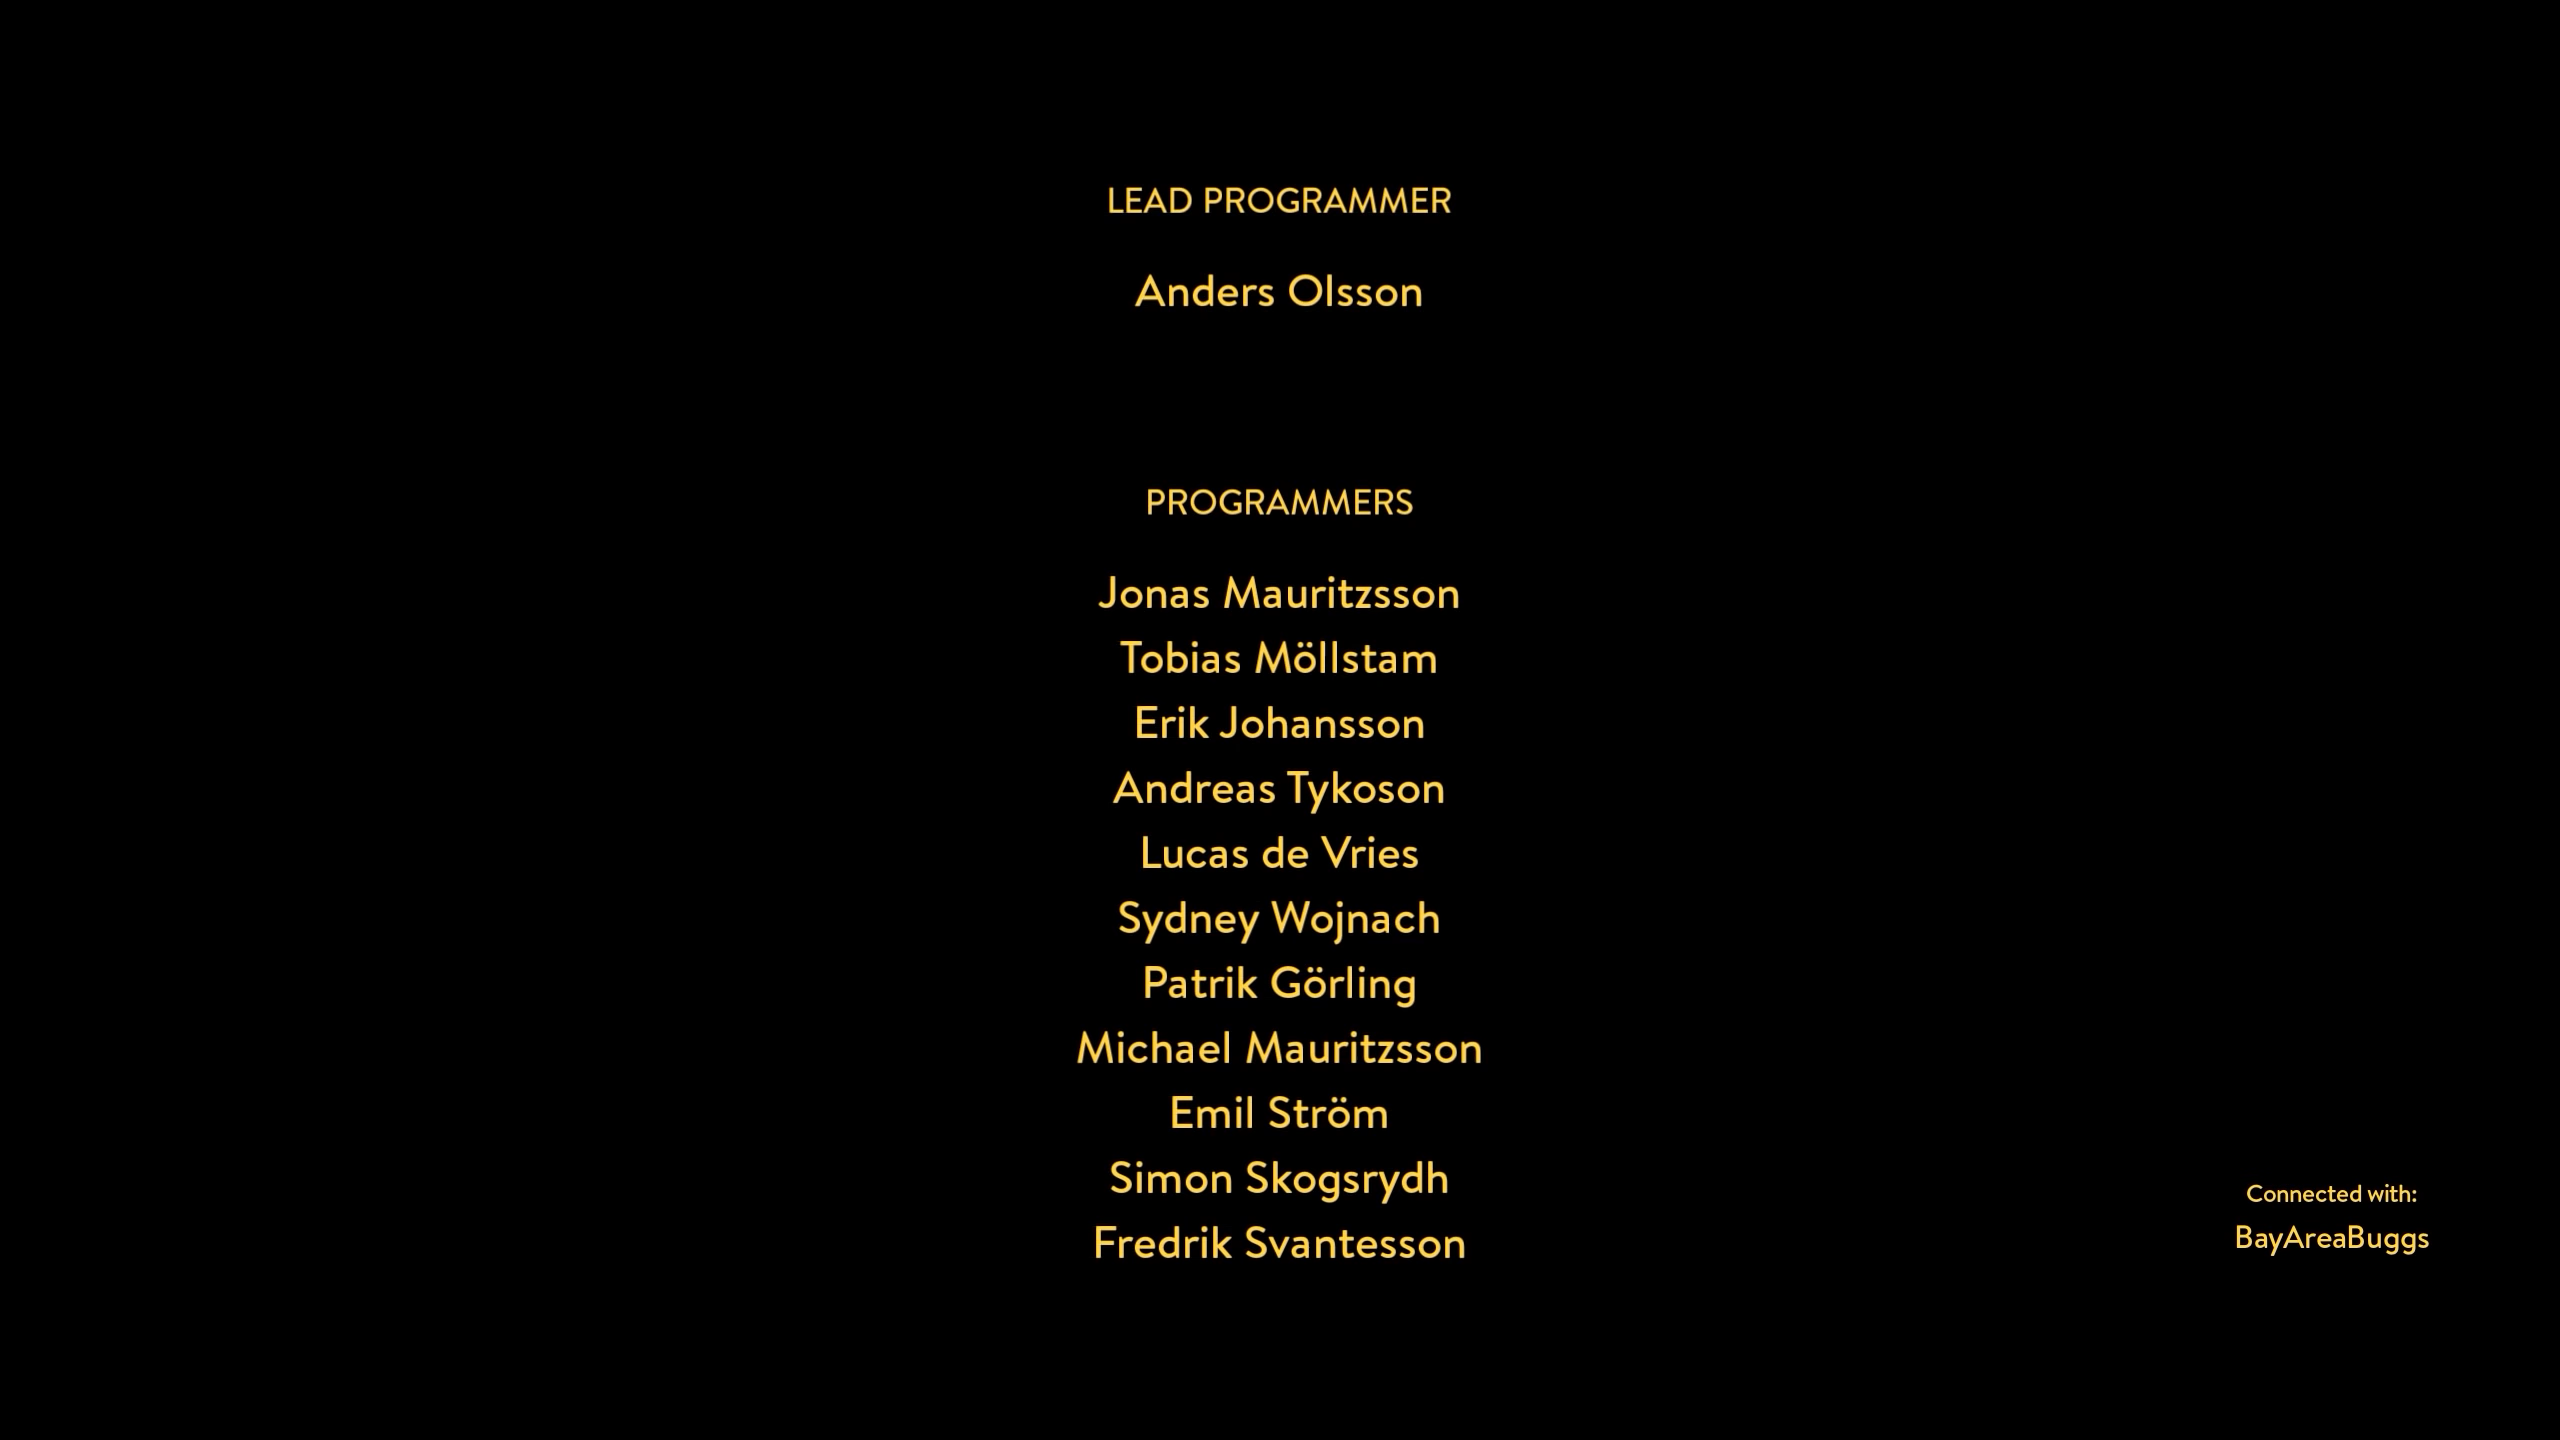 LEAD PROGRAMMER
Anders Olsson
PROGRAMMERS
Jonas Mauritzsson
Tobias Möllstam
Erik Johansson
Andreas Tykoson
Lucas de Vries
Sydney Wojnach
Patrik Görling
Michael Mauritzsson
Emil Ström
Simon Skogsrydh
Fredrik Svantesson
Connected with:
BayAreaBuggs